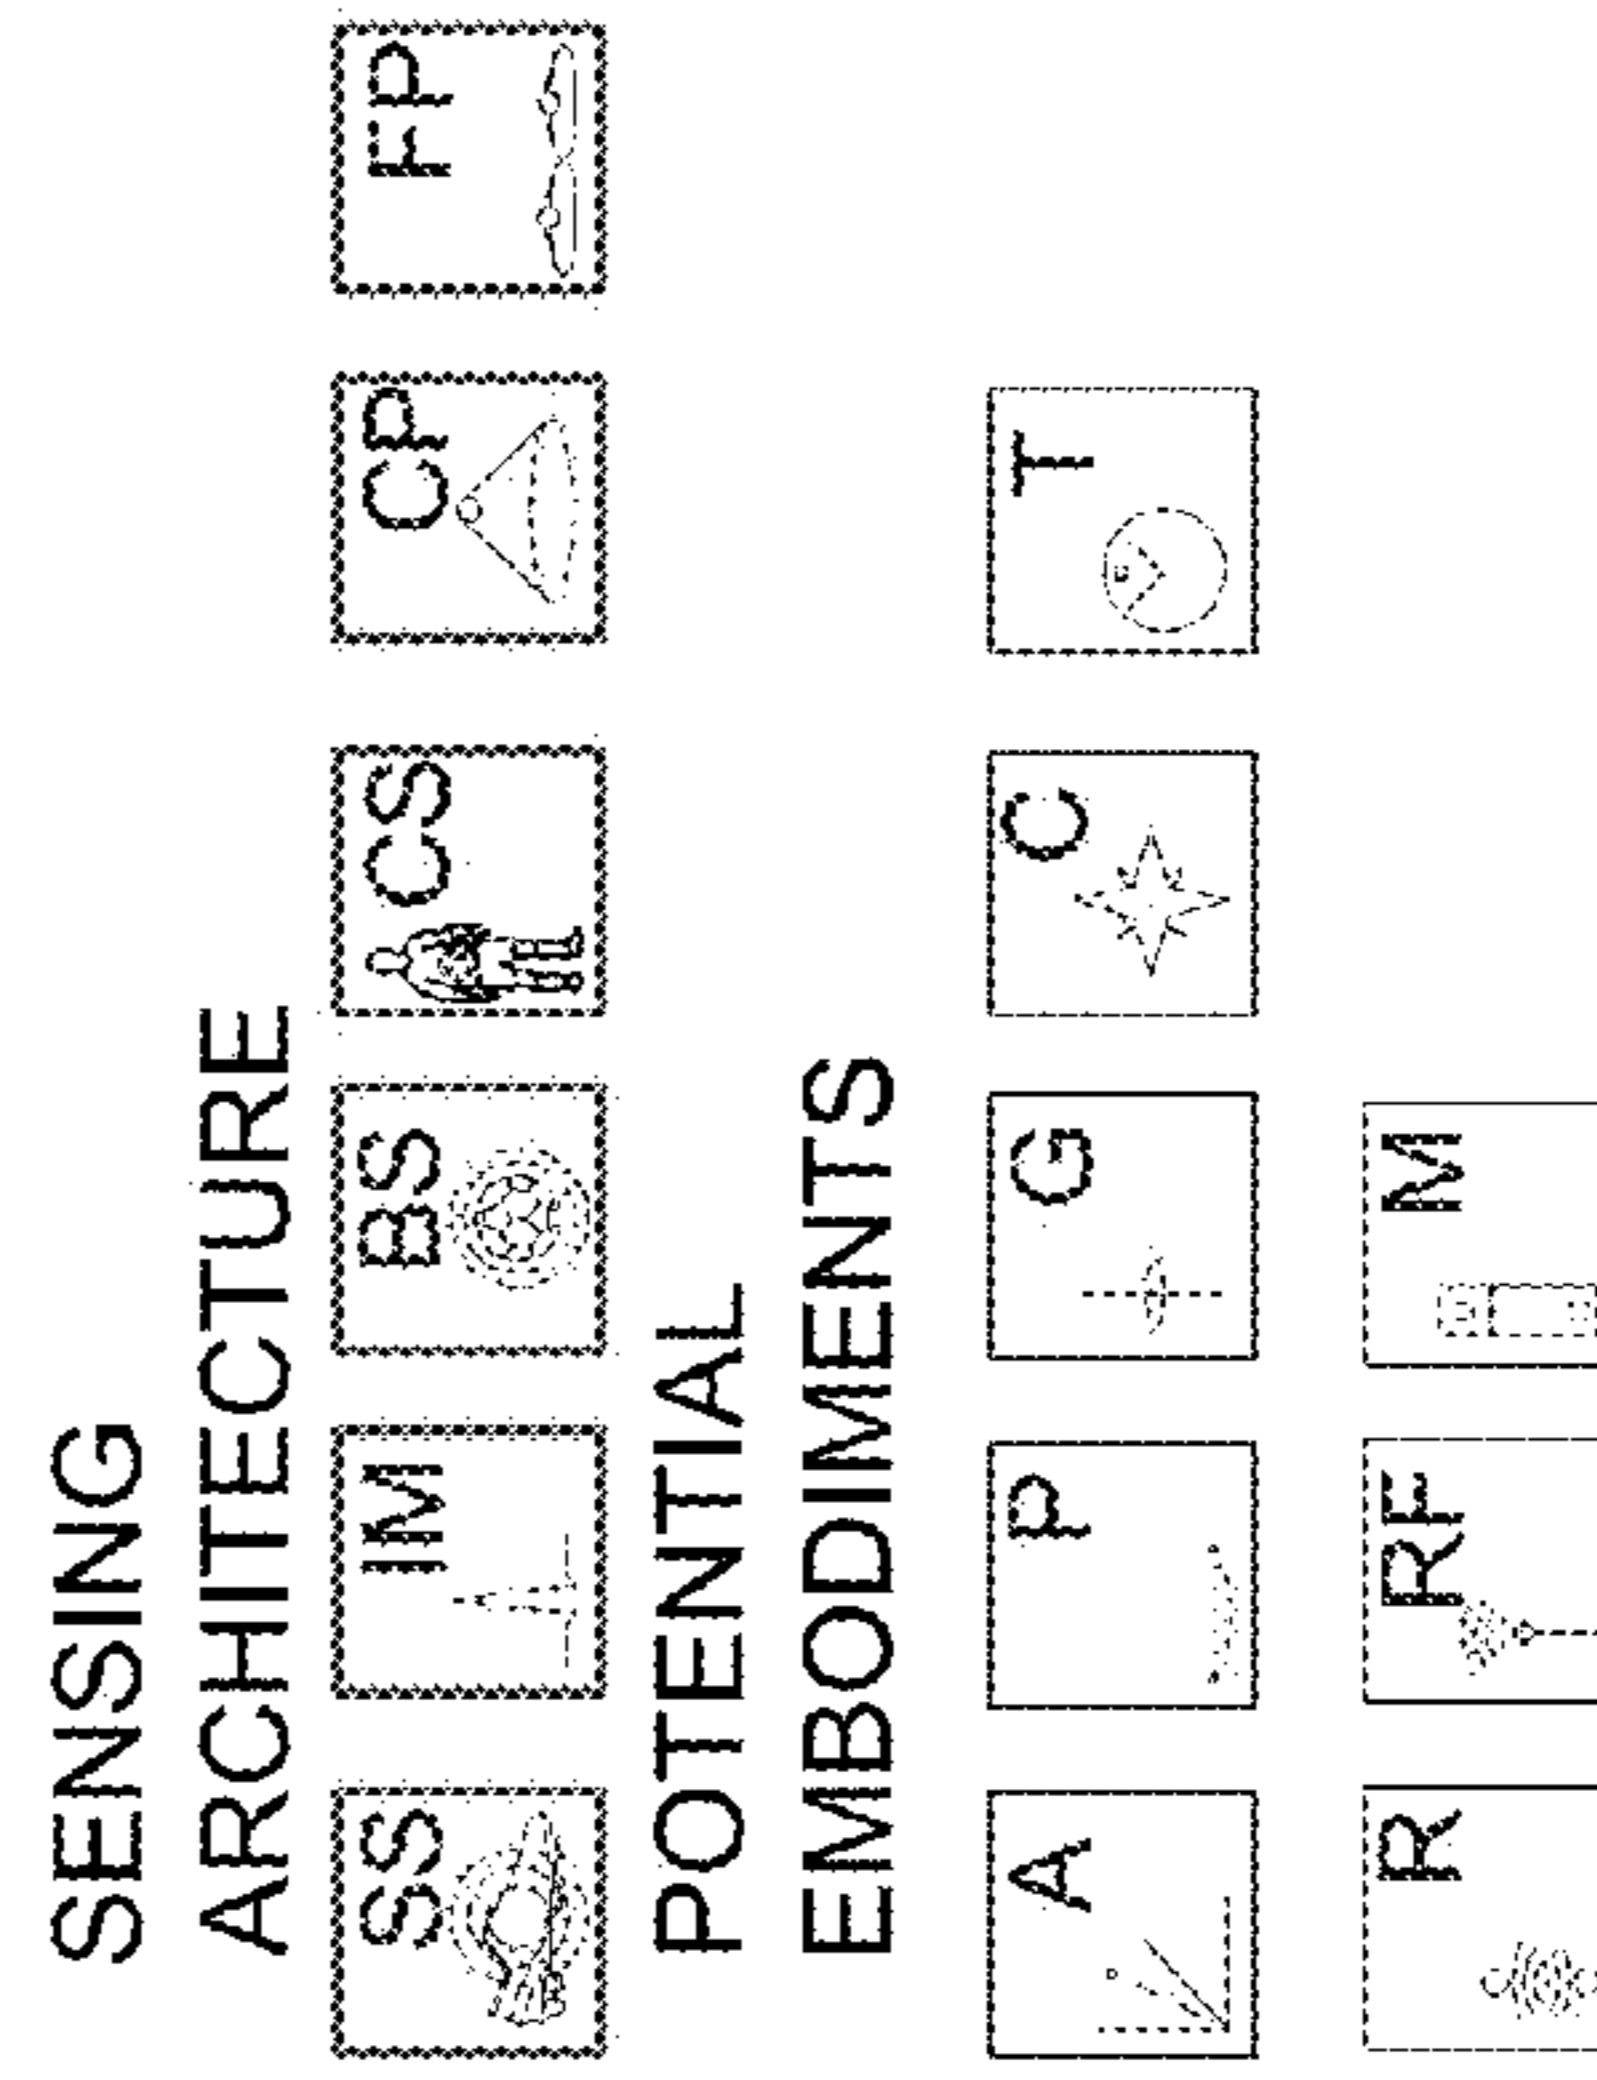 SENSING
ARCHITECTURE
SS IM BS CS CP FP
POTENTIAL
EMBODIMENTS
A P G C T
R RF M